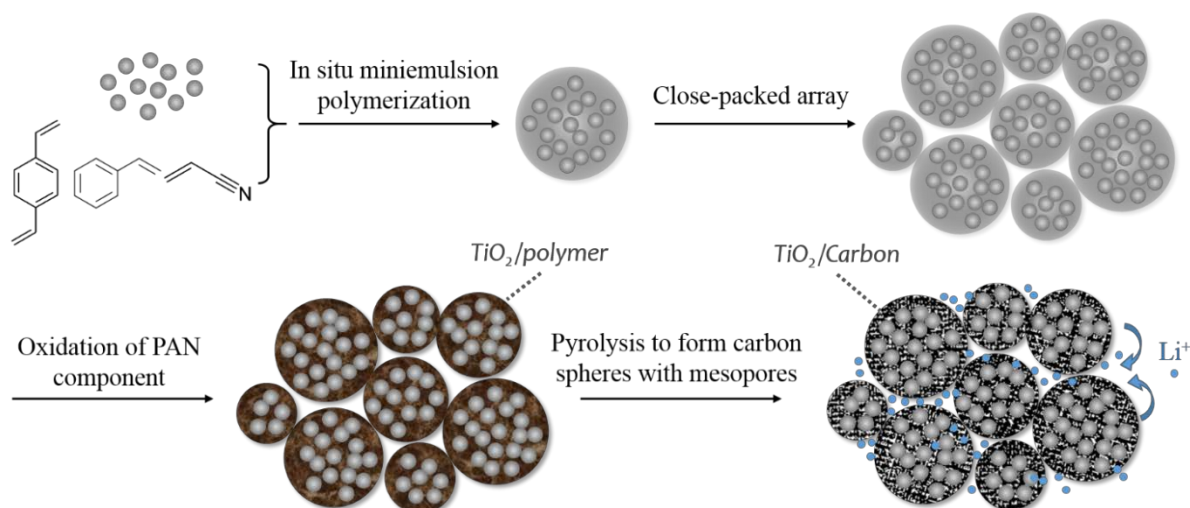 In situ miniemulsion
polymerization
Close-packed array
N
TiO₂/polymer
TiO₂/Carbon
Oxidation of PAN
component
Pyrolysis to form carbon
spheres with mesopores
Li⁺